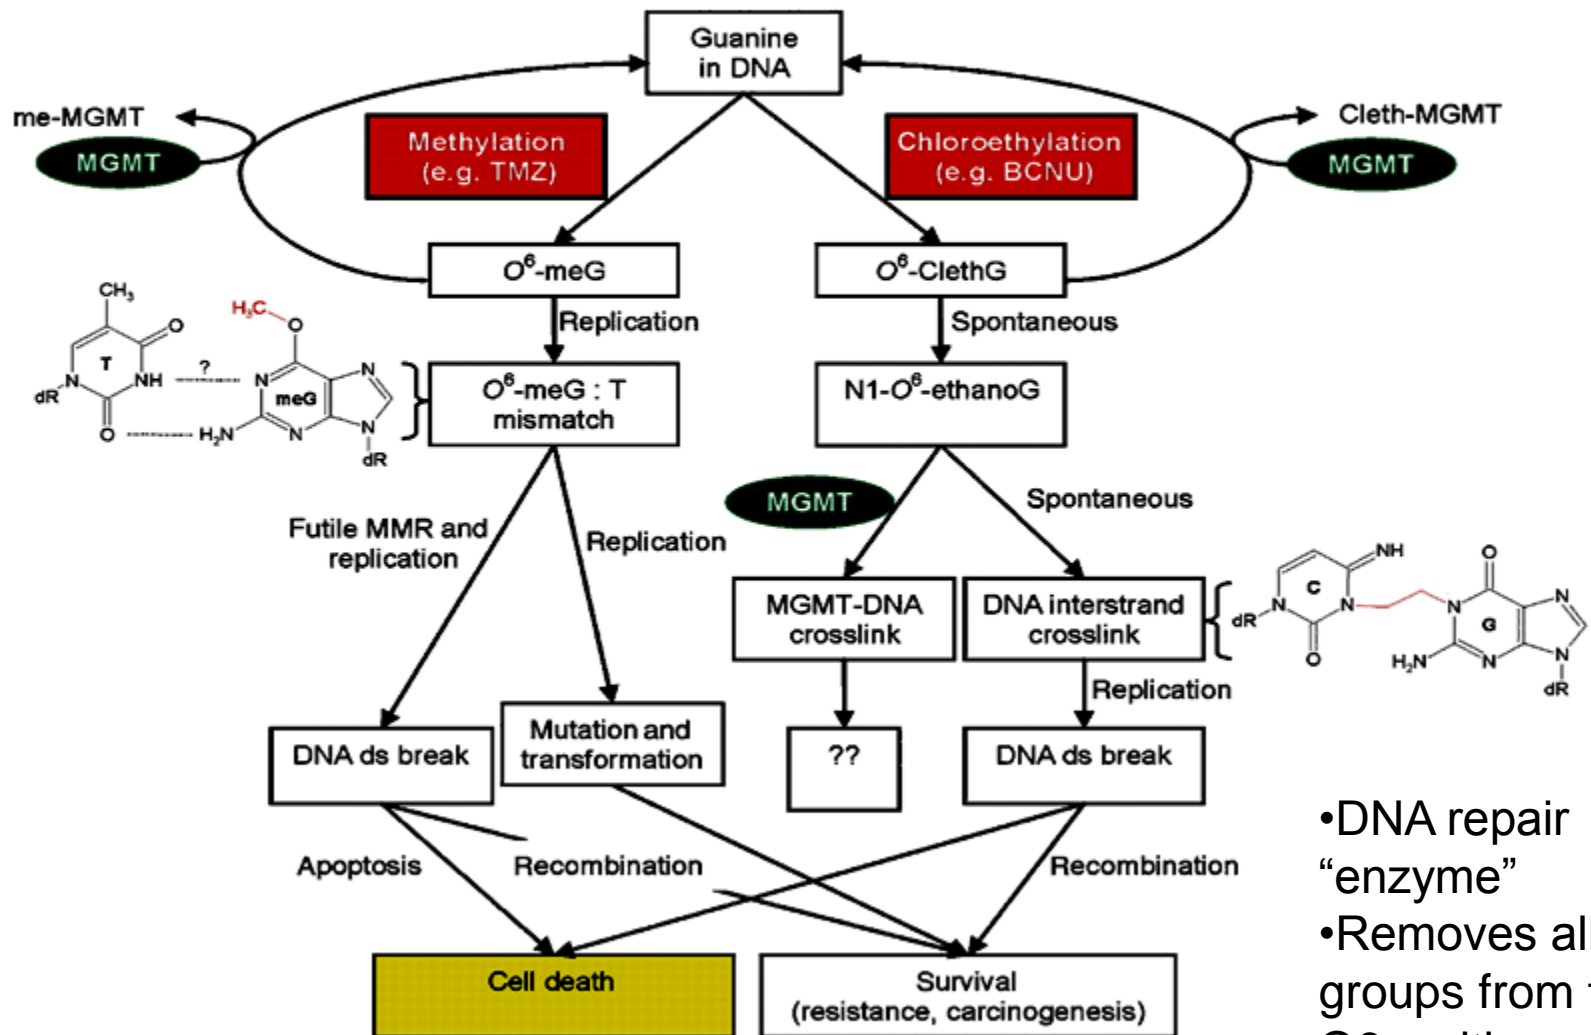 Guanine
in DNA
me-MGMT
MGMT
Methylation
(e.g. TMZ)
Chloroethylation
(e.g. BCNU)
Cleth-MGMT
MGMT
O⁶-meG
O⁶-ClethG
Replication
Spontaneous
CH₃
O
T
NH
N
dR
O
?
H₃C
O
N
N
meG
H₂N
N
N
dR
O⁶-meG : T
mismatch
N1-O⁶-ethanoG
MGMT
Spontaneous
Futile MMR and
replication
Replication
MGMT-DNA
crosslink
DNA interstrand
crosslink
NH
C
N
N
dR
O
O
N
N
G
H₂N
N
N
dR
Replication
DNA ds break
Mutation and
transformation
??
DNA ds break
Apoptosis
Recombination
Recombination
Cell death
Survival
(resistance, carcinogenesis)
•DNA repair
“enzyme”
•Removes
groups from